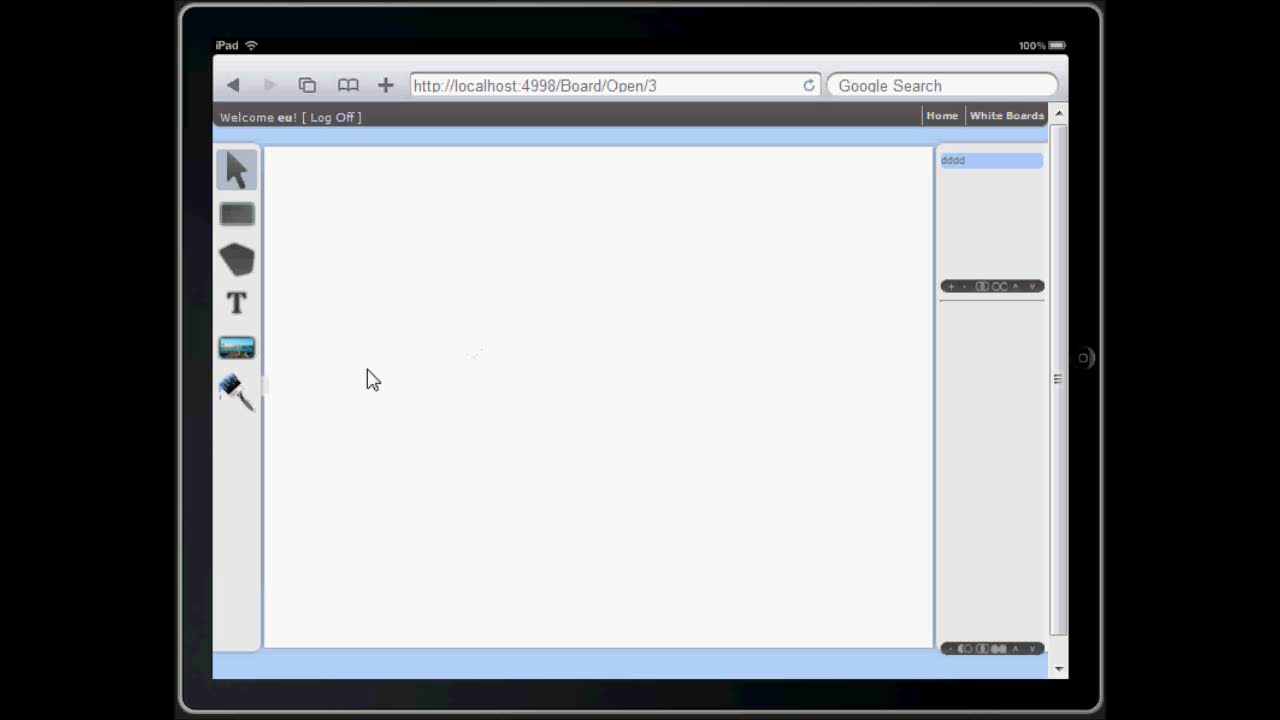 iPad 100%
http://localhost:4998/Board/Open/3 Google Search
Welcome eu! [ Log Off ] Home White Boards
dddd
T